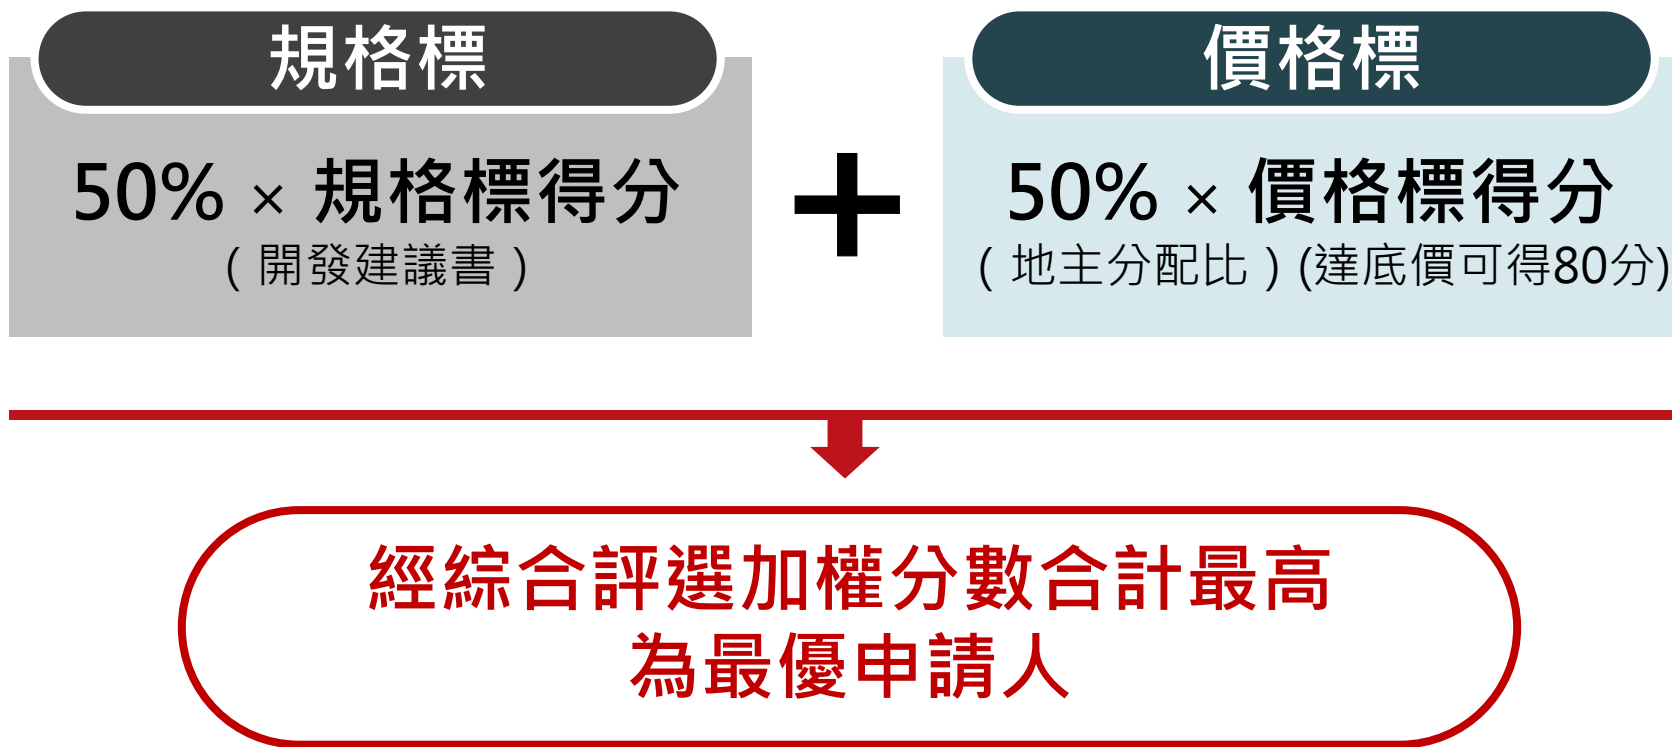 規格標
50% × 規格標得分
(開發建議書)
+
價格標
50% × 價格標得分
(地主分配比)(達底價可得80分)
經綜合評選加權分數合計最高
為最優申請人